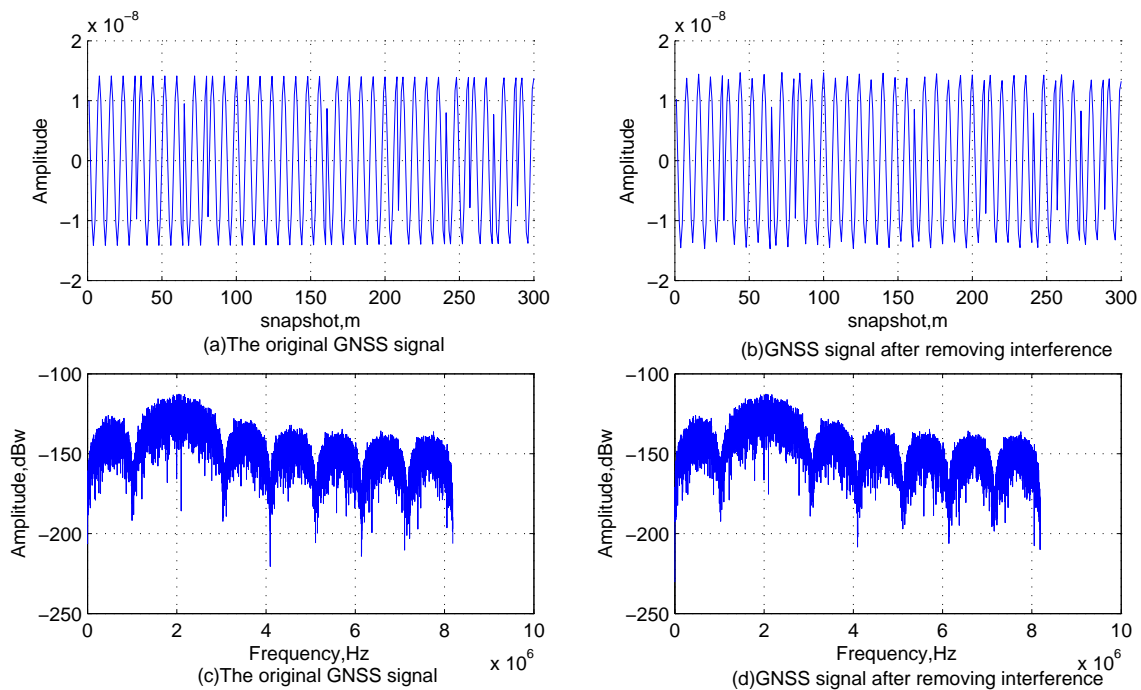 x 10⁻⁸
2
1
0
−1
−2
Amplitude
0 50 100 150 200 250 300
snapshot,m
(a)The original GNSS signal
x 10⁻⁸
2
1
0
−1
−2
Amplitude
0 50 100 150 200 250 300
snapshot,m
(b)GNSS signal after removing interference
−100
−150
−200
−250
Amplitude,dBw
0 2 4 6 8 10
Frequency,Hz
x 10⁶
(c)The original GNSS signal
−100
−150
−200
−250
Amplitude,dBw
0 2 4 6 8 10
Frequency,Hz
x 10⁶
(d)GNSS signal after removing interference